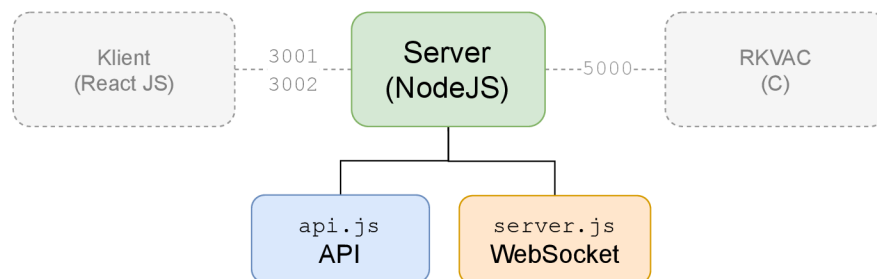 Klient
(React JS)
3001
3002
Server
(NodeJS)
5000
RKVAC
(C)
api.js
API
server.js
WebSocket